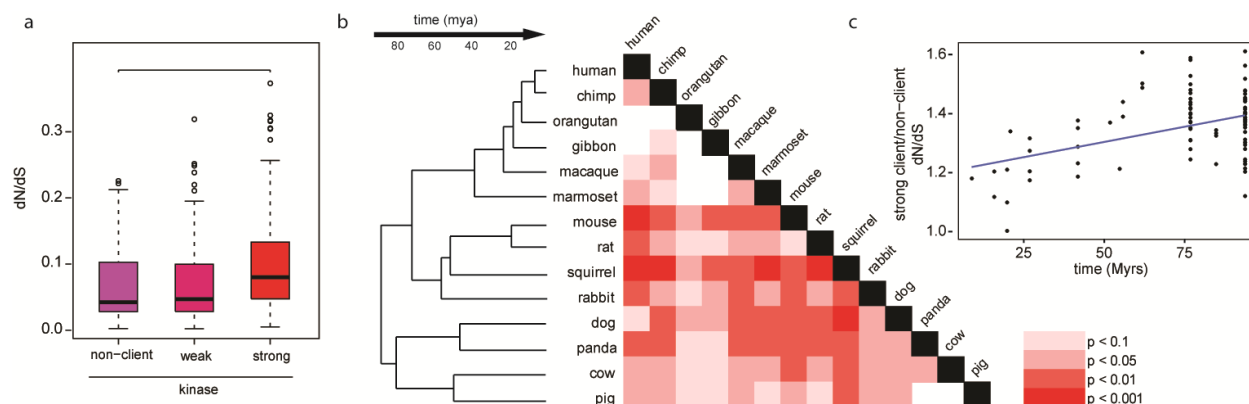 a
dN/dS
0.3
0.2
0.1
0.0
non-client
weak
strong
kinase
b
time (mya)
80
60
40
20
human
chimp
orangutan
gibbon
macaque
marmoset
mouse
rat
squirrel
rabbit
dog
panda
cow
pig
human
chimp
orangutan
gibbon
macaque
marmoset
mouse
rat
squirrel
rabbit
dog
panda
cow
pig
p < 0.1
p < 0.05
p < 0.01
p < 0.001
c
strong client/non-client
dN/dS
1.6
1.4
1.2
1.0
25
50
75
time (Myrs)